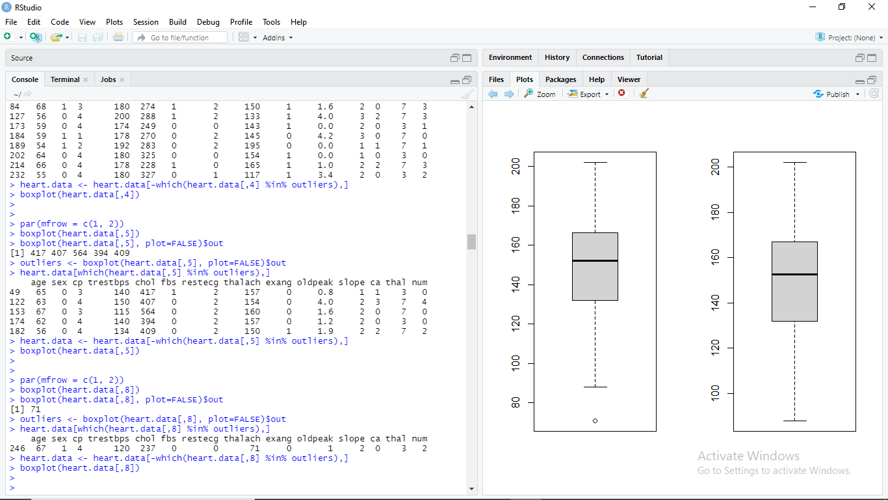 RStudio
File Edit Code View Plots Session Build Debug Profile Tools Help
Go to file/function Addins Project: (None)
Source
Console Terminal Jobs
~/
84 68 1 3 180 274 1 2 150 1 1.6 2 0 7 3
127 56 0 4 200 288 1 2 133 1 4.0 3 2 7 4
173 59 0 4 174 249 0 0 143 1 0.0 2 0 3 1
184 59 1 1 178 270 0 2 145 0 4.2 3 0 7 0
189 54 1 2 192 283 0 2 195 0 0.0 1 1 7 1
202 64 0 4 180 325 0 0 154 1 0.0 1 0 3 0
214 66 0 4 178 228 1 0 165 1 1.0 2 2 7 3
232 55 0 4 180 327 0 1 117 1 3.4 2 0 3 2
> heart.data <- heart.data[-which(heart.data[,4] %in% outliers),]
> boxplot(heart.data[,4])
>
>
> par(mfrow = c(1, 2))
> boxplot(heart.data[,5])
> boxplot(heart.data[,5], plot=FALSE)$out
[1] 417 407 564 394 409
> outliers <- boxplot(heart.data[,5], plot=FALSE)$out
> heart.data[which(heart.data[,5] %in% outliers),]
age sex cp trestbps chol fbs restecg thalach exang oldpeak slope ca thal num
49 65 0 3 140 417 1 2 157 0 0.8 1 1 3 0
122 63 0 4 150 407 0 2 154 0 4.0 2 3 7 4
153 67 0 3 115 564 0 2 160 0 1.6 2 0 7 0
174 62 0 4 140 394 0 2 157 0 1.2 2 0 3 0
182 56 0 4 134 409 0 2 150 1 1.9 2 2 7 2
> heart.data <- heart.data[-which(heart.data[,5] %in% outliers),]
> boxplot(heart.data[,5])
>
>
> par(mfrow = c(1, 2))
> boxplot(heart.data[,8])
> boxplot(heart.data[,8], plot=FALSE)$out
[1] 71
> outliers <- boxplot(heart.data[,8], plot=FALSE)$out
> heart.data[which(heart.data[,8] %in% outliers),]
age sex cp trestbps chol fbs restecg thalach exang oldpeak slope ca thal num
246 67 1 4 120 237 0 0 71 0 1 2 0 3 2
> heart.data <- heart.data[-which(heart.data[,8] %in% outliers),]
> boxplot(heart.data[,8])
>
>
Environment History Connections Tutorial
Files Plots Packages Help Viewer
Zoom Export Publish
200
180
160
140
120
100
80
200
180
160
140
120
100
Activate Windows
Go to Settings to activate Windows.